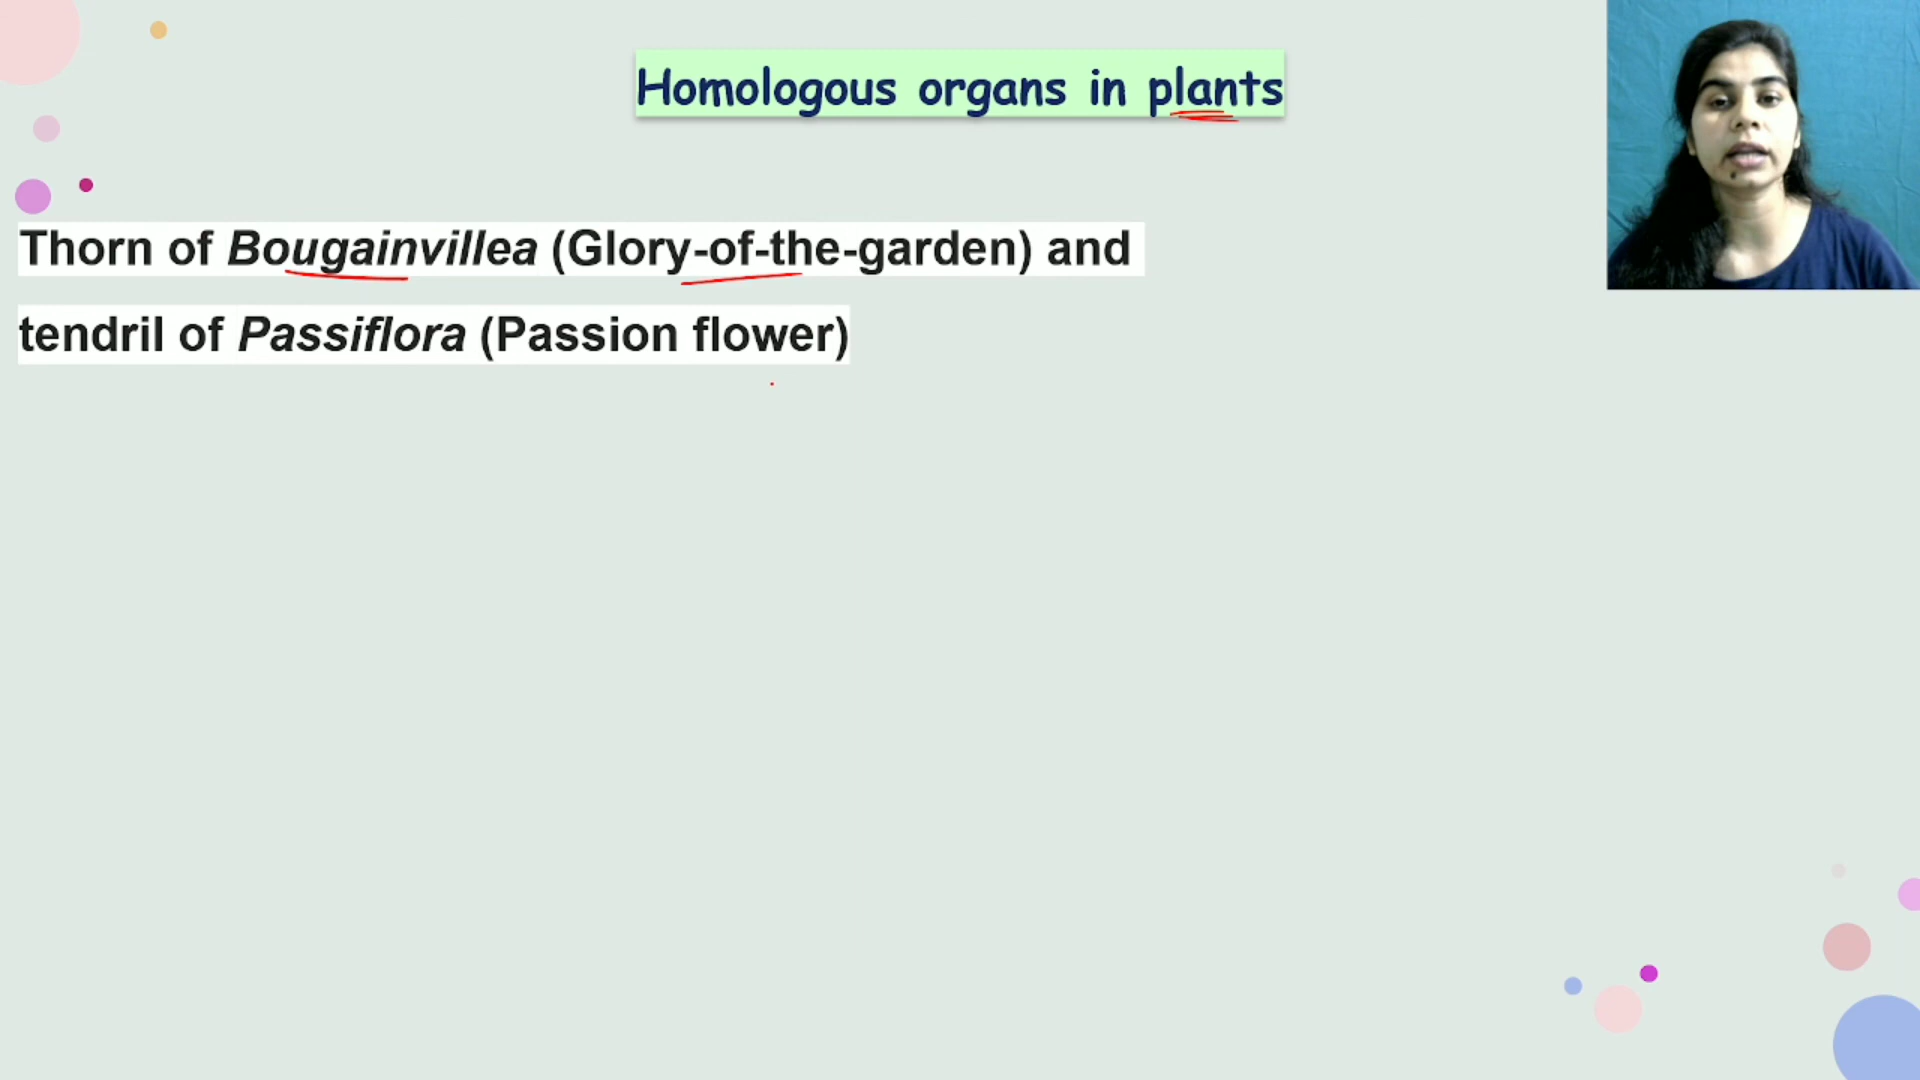 Homologous organs in plants
Thorn of Bougainvillea (Glory-of-the-garden) and
tendril of Passiflora (Passion flower)